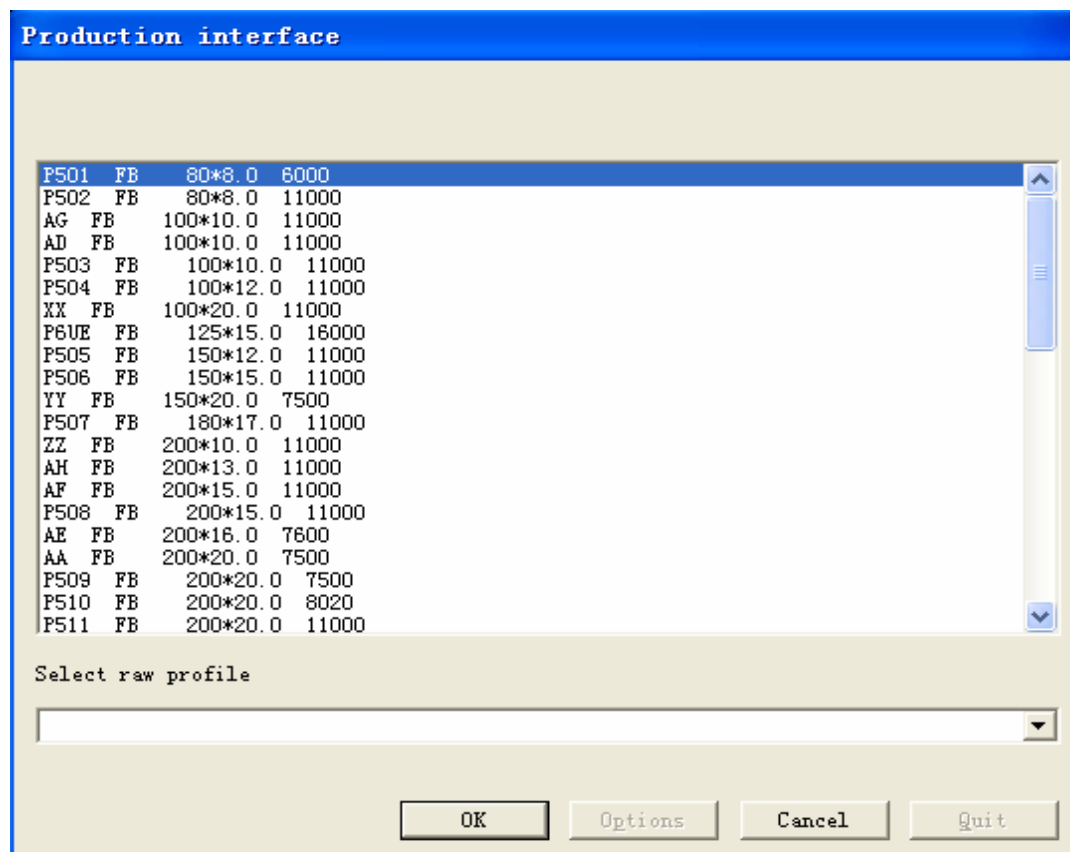 Production interface
P501 FB 80*8.0 6000
P502 FB 80*8.0 11000
AG FB 100*10.0 11000
AD FB 100*10.0 11000
P503 FB 100*10.0 11000
P504 FB 100*12.0 11000
XX FB 100*20.0 11000
P6UE FB 125*15.0 16000
P505 FB 150*12.0 11000
P506 FB 150*15.0 11000
YY FB 150*20.0 7500
P507 FB 180*17.0 11000
ZZ FB 200*10.0 11000
AH FB 200*13.0 11000
AF FB 200*15.0 11000
P508 FB 200*15.0 11000
AE FB 200*16.0 7600
AA FB 200*20.0 7500
P509 FB 200*20.0 7500
P510 FB 200*20.0 8020
P511 FB 200*20.0 11000
Select raw profile
OK Options Cancel Quit